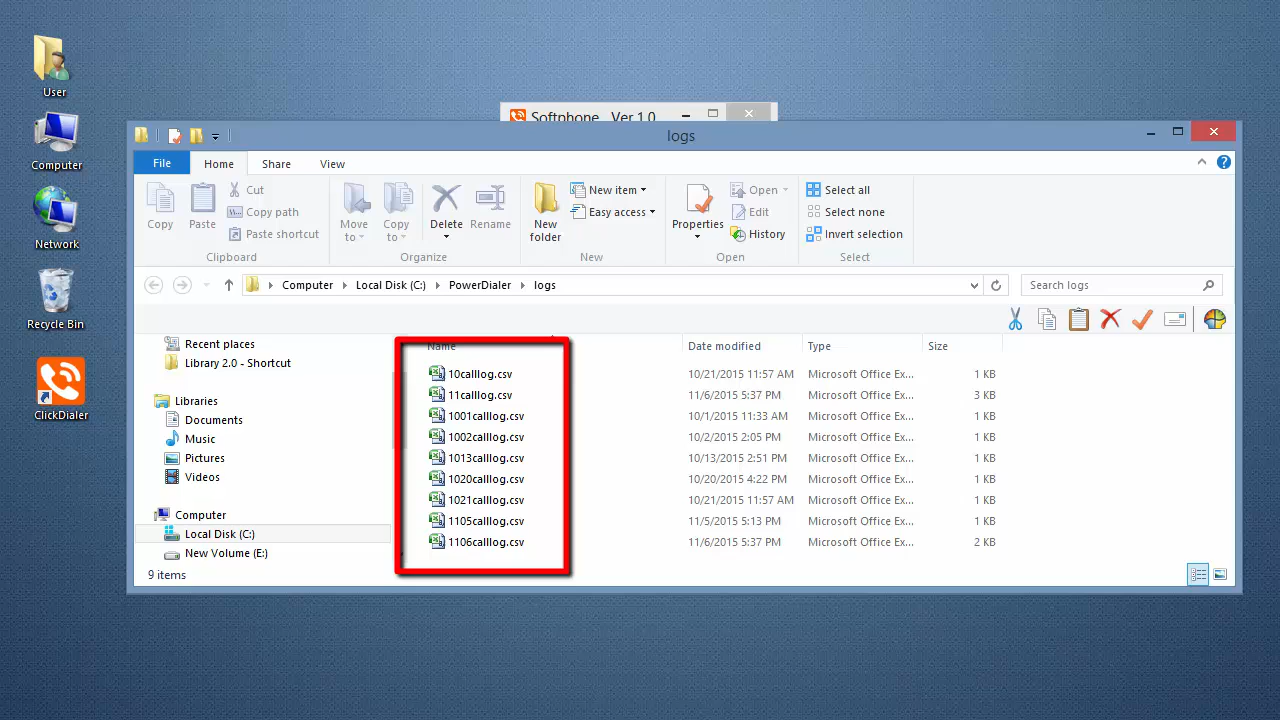 User
Computer
Network
Recycle Bin
ClickDialer
Softphone Ver 1.0
logs
File Home Share View
Copy
Paste
Cut
Copy path
Paste shortcut
Clipboard
Move to
Copy to
Delete
Rename
Organize
New folder
New item
Easy access
New
Properties
Open
Edit
History
Open
Select all
Select none
Invert selection
Select
Computer Local Disk (C:) PowerDialer logs
Search logs
Recent places
Library 2.0 - Shortcut
Libraries
Documents
Music
Pictures
Videos
Computer
Local Disk (C:)
New Volume (E:)
Name Date modified Type Size
10calllog.csv 10/21/2015 11:57 AM Microsoft Office Ex... 1 KB
11calllog.csv 11/6/2015 5:37 PM Microsoft Office Ex... 3 KB
1001calllog.csv 10/1/2015 11:33 AM Microsoft Office Ex... 1 KB
1002calllog.csv 10/2/2015 2:05 PM Microsoft Office Ex... 1 KB
1013calllog.csv 10/13/2015 2:51 PM Microsoft Office Ex... 1 KB
1020calllog.csv 10/20/2015 4:22 PM Microsoft Office Ex... 1 KB
1021calllog.csv 10/21/2015 11:57 AM Microsoft Office Ex... 1 KB
1105calllog.csv 11/5/2015 5:13 PM Microsoft Office Ex... 1 KB
1106calllog.csv 11/6/2015 5:37 PM Microsoft Office Ex... 2 KB
9 items